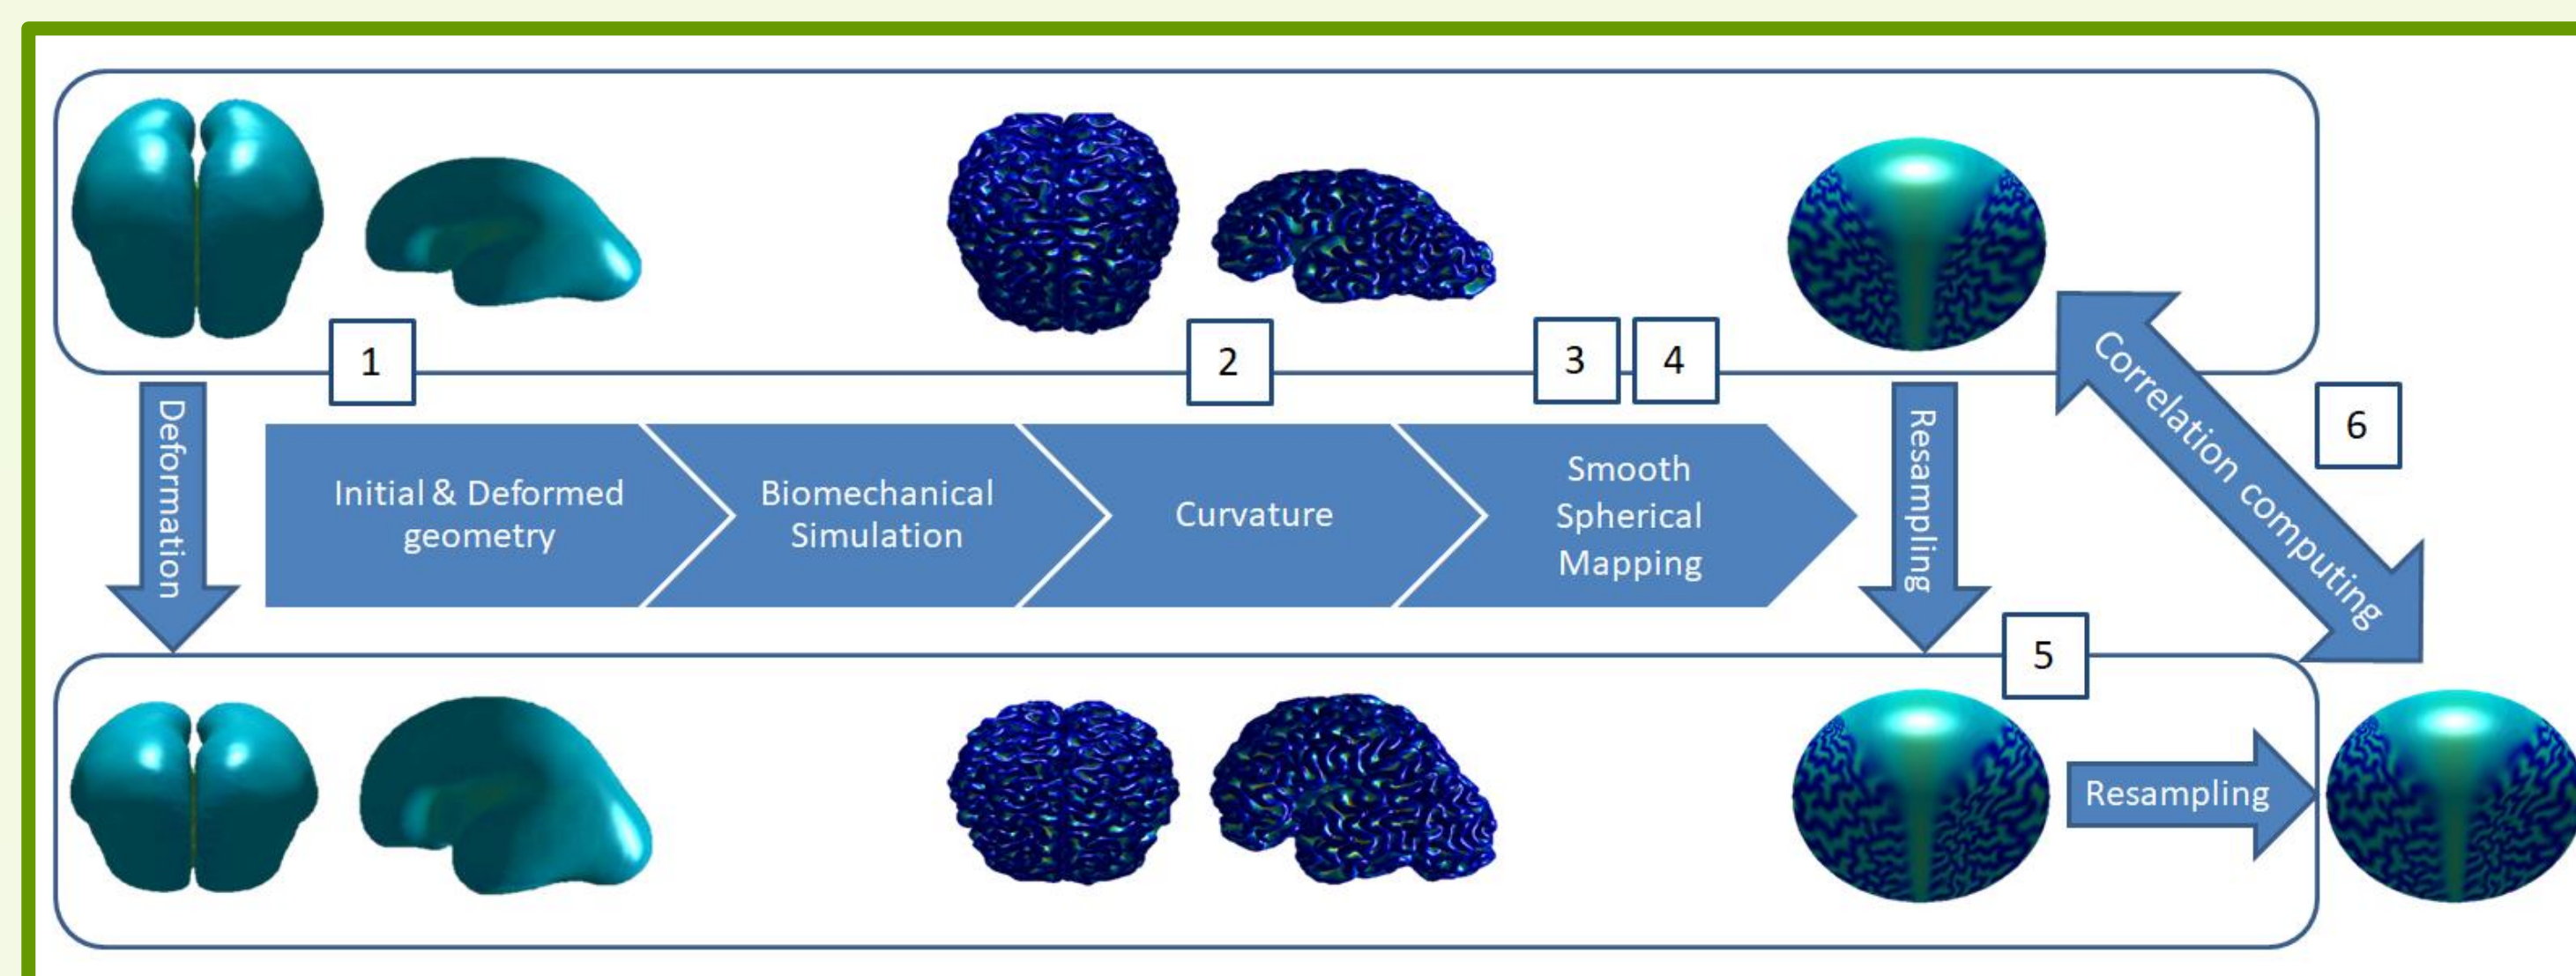 1
2
3
4
Deformation
Initial & Deformed
geometry
Biomechanical
Simulation
Curvature
Smooth
Spherical
Mapping
Resampling
Correlation computing
6
5
Resampling